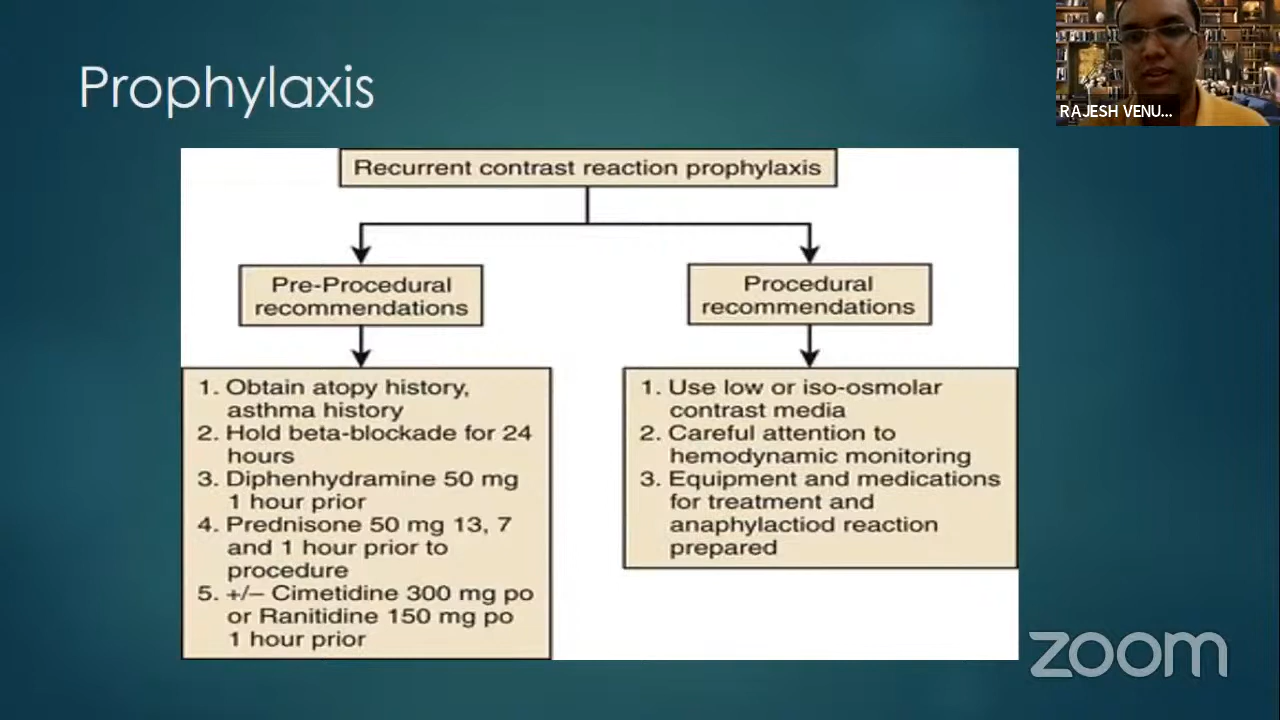 Prophylaxis
RAJESH VENU...
Recurrent contrast reaction prophylaxis
Pre-Procedural
recommendations
1. Obtain atopy history,
asthma history
2. Hold beta-blockade for 24
hours
3. Diphenhydramine 50 mg
1 hour prior
4. Prednisone 50 mg 13, 7
and 1 hour prior to
procedure
5. +/– Cimetidine 300 mg po
or Ranitidine 150 mg po
1 hour prior
Procedural
recommendations
1. Use low or iso-osmolar
contrast media
2. Careful attention to
hemodynamic monitoring
3. Equipment and medications
for treatment and
anaphylactiod reaction
prepared
zoom